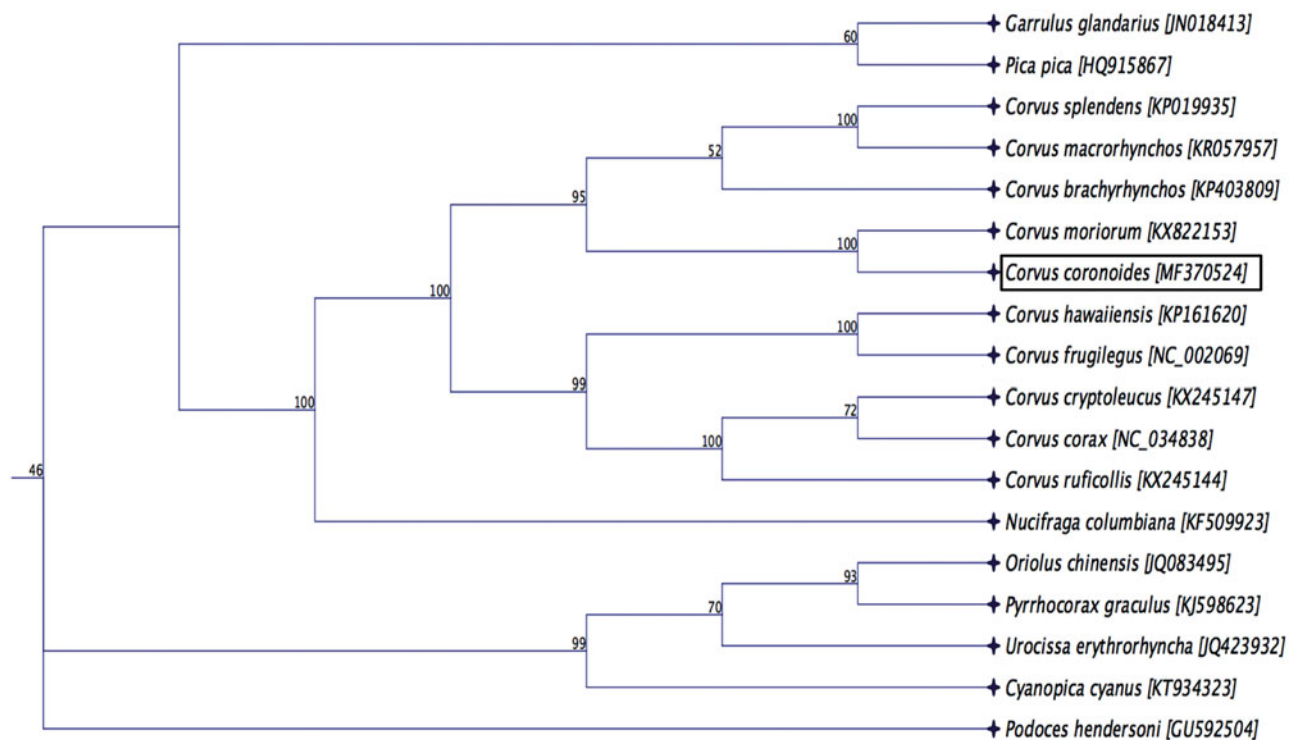 Garrulus glandarius [JN018413]
60
Pica pica [HQ915867]
Corvus splendens [KP019935]
100
Corvus macrorhynchos [KR057957]
52
Corvus brachyrhynchos [KP403809]
95
Corvus moriorum [KX822153]
100
Corvus coronoides [MF370524]
100
Corvus hawaiiensis [KP161620]
100
Corvus frugilegus [NC_002069]
99
Corvus cryptoleucus [KX245147]
100
72
Corvus corax [NC_034838]
100
Corvus ruficollis [KX245144]
46
Nucifraga columbiana [KF509923]
Oriolus chinensis [JQ083495]
93
Pyrrhocorax graculus [KJ598623]
70
Urocissa erythrorhyncha [JQ423932]
99
Cyanopica cyanus [KT934323]
Podoces hendersoni [GU592504]